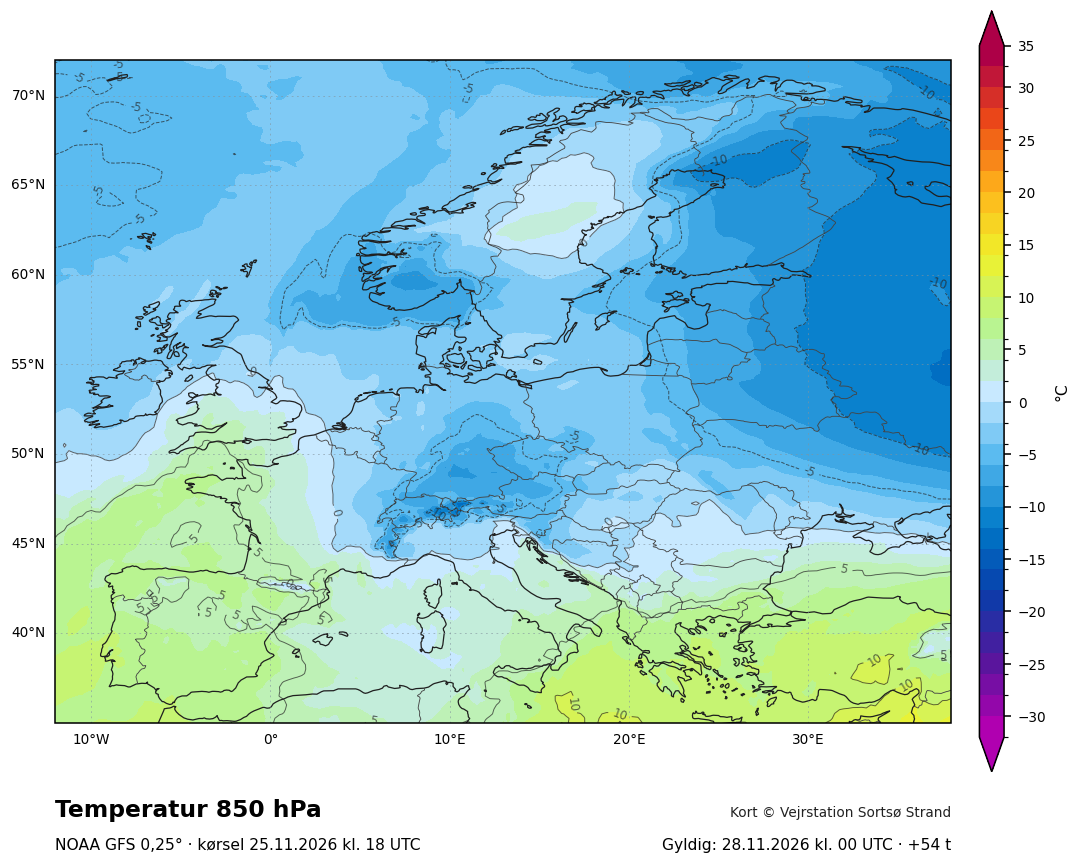 70°N
65°N
60°N
55°N
50°N
45°N
40°N
10°W 0° 10°E 20°E 30°E
35
30
25
20
15
10
5
0
−5
−10
−15
−20
−25
−30
°C
Temperatur 850 hPa
Kort © Vejrstation Sortsø Strand
NOAA GFS 0,25° · kørsel 25.11.2026 kl. 18 UTC
Gyldig: 28.11.2026 kl. 00 UTC · +54 t